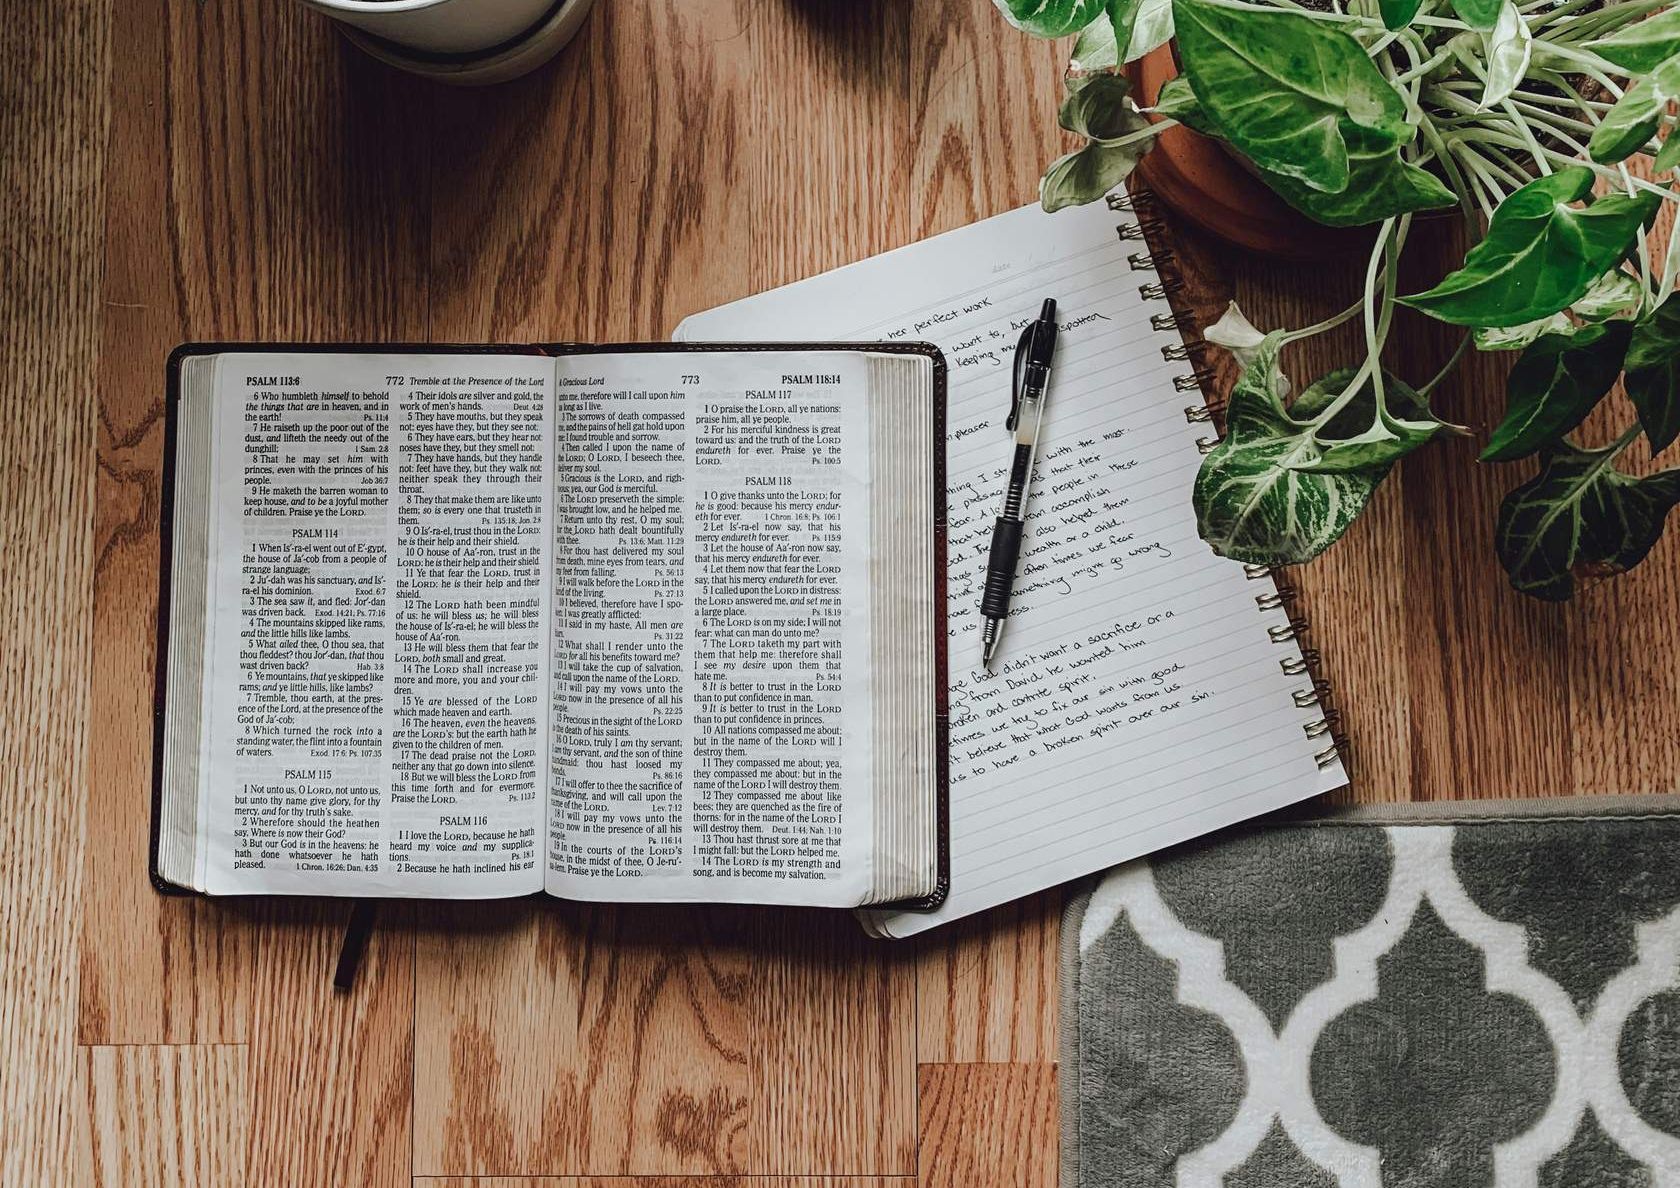 PSALM 113:6
772 Tremble at the Presence of the Lord
6 Who humbleth himself to behold
the things that are in heaven, and in
the earth! Ps. 11:4
7 He raiseth up the poor out of the
dust, and lifteth the needy out of the
dunghill; 1 Sam. 2:8
8 That he may set him with
princes, even with the princes of his
people. Job 36:7
9 He maketh the barren woman to
keep house, and to be a joyful mother
of children. Praise ye the LORD.
PSALM 114
1 When Is'-ra-el went out of E'-gypt,
the house of Ja'-cob from a people of
strange language;
2 Ju'-dah was his sanctuary, and Is'-
ra-el his dominion. Exod. 6:7
3 The sea saw it, and fled: Jor'-dan
was driven back. Exod. 14:21; Ps. 77:16
4 The mountains skipped like rams,
and the little hills like lambs.
5 What ailed thee, O thou sea, that
thou fleddest? thou Jor'-dan, that thou
wast driven back? Hab. 3:8
6 Ye mountains, that ye skipped like
rams; and ye little hills, like lambs?
7 Tremble, thou earth, at the pres-
ence of the Lord, at the presence of the
God of Ja'-cob;
8 Which turned the rock into a
standing water, the flint into a fountain
of waters. Exod. 17:6; Ps. 107:35
PSALM 115
1 Not unto us, O LORD, not unto us,
but unto thy name give glory, for thy
mercy, and for thy truth's sake.
2 Wherefore should the heathen
say, Where is now their God?
3 But our God is in the heavens: he
hath done whatsoever he hath
pleased. 1 Chron. 16:26; Dan. 4:35
4 Their idols are silver and gold, the
work of men's hands. Deut. 4:28
5 They have mouths, but they speak
not: eyes have they, but they see not:
6 They have ears, but they hear not:
noses have they, but they smell not:
7 They have hands, but they handle
not: feet have they, but they walk not:
neither speak they through their
throat.
8 They that make them are like unto
them; so is every one that trusteth in
them. Ps. 135:18; Jon. 2:8
9 O Is'-ra-el, trust thou in the LORD:
he is their help and their shield.
10 O house of Aa'-ron, trust in the
LORD: he is their help and their shield.
11 Ye that fear the LORD, trust in
the LORD: he is their help and their
shield.
12 The LORD hath been mindful
of us: he will bless us; he will bless
the house of Is'-ra-el; he will bless the
house of Aa'-ron.
13 He will bless them that fear the
LORD, both small and great.
14 The LORD shall increase you
more and more, you and your chil-
dren.
15 Ye are blessed of the LORD
which made heaven and earth.
16 The heaven, even the heavens,
are the LORD's: but the earth hath he
given to the children of men.
17 The dead praise not the LORD,
neither any that go down into silence.
18 But we will bless the LORD from
this time forth and for evermore.
Praise the LORD. Ps. 113:2
PSALM 116
1 I love the LORD, because he hath
heard my voice and my supplica-
tions. Ps. 18:1
2 Because he hath inclined his ear
A Gracious Lord 773
PSALM 118:14
unto me, therefore will I call upon him
as long as I live.
3 The sorrows of death compassed
me, and the pains of hell gat hold upon
me: I found trouble and sorrow.
4 Then called I upon the name of
the LORD; O LORD, I beseech thee,
deliver my soul.
5 Gracious is the LORD, and righ-
teous; yea, our God is merciful.
6 The LORD preserveth the simple:
I was brought low, and he helped me.
7 Return unto thy rest, O my soul;
for the LORD hath dealt bountifully
with thee. Ps. 13:6; Matt. 11:29
8 For thou hast delivered my soul
from death, mine eyes from tears, and
my feet from falling. Ps. 56:13
9 I will walk before the LORD in the
land of the living. Ps. 27:13
10 I believed, therefore have I spo-
ken: I was greatly afflicted:
11 I said in my haste, All men are
liars. Ps. 31:22
12 What shall I render unto the
LORD for all his benefits toward me?
13 I will take the cup of salvation,
and call upon the name of the LORD.
14 I will pay my vows unto the
LORD now in the presence of all his
people. Ps. 22:25
15 Precious in the sight of the LORD
is the death of his saints.
16 O LORD, truly I am thy servant;
I am thy servant, and the son of thine
handmaid: thou hast loosed my
bonds. Ps. 86:16
17 I will offer to thee the sacrifice of
thanksgiving, and will call upon the
name of the LORD. Lev. 7:12
18 I will pay my vows unto the
LORD now in the presence of all his
people. Ps. 116:14
19 In the courts of the LORD's
house, in the midst of thee, O Je-ru'-
sa-lem. Praise ye the LORD.
PSALM 117
1 O praise the LORD, all ye nations:
praise him, all ye people.
2 For his merciful kindness is great
toward us: and the truth of the LORD
endureth for ever. Praise ye the
LORD. Ps. 100:5
PSALM 118
1 O give thanks unto the LORD; for
he is good: because his mercy endur-
eth for ever. 1 Chron. 16:8; Ps. 106:1
2 Let Is'-ra-el now say, that his
mercy endureth for ever. Ps. 115:9
3 Let the house of Aa'-ron now say,
that his mercy endureth for ever.
4 Let them now that fear the LORD
say, that his mercy endureth for ever.
5 I called upon the LORD in distress:
the LORD answered me, and set me in
a large place. Ps. 18:19
6 The LORD is on my side; I will not
fear: what can man do unto me?
7 The LORD taketh my part with
them that help me: therefore shall
I see my desire upon them that
hate me. Ps. 54:4
8 It is better to trust in the LORD
than to put confidence in man.
9 It is better to trust in the LORD
than to put confidence in princes.
10 All nations compassed me about:
but in the name of the LORD will I
destroy them.
11 They compassed me about; yea,
they compassed me about: but in the
name of the LORD I will destroy them.
12 They compassed me about like
bees; they are quenched as the fire of
thorns: for in the name of the LORD I
will destroy them. Deut. 1:44; Nah. 1:10
13 Thou hast thrust sore at me that
I might fall: but the LORD helped me.
14 The LORD is my strength and
song, and is become my salvation.
date / /
her perfect work
want to, but
keeping my spotted
pleaser
with the most.
as that their
the people in these
accomplish
also helped them
wealth or a child.
often times we fear
something might go wrong
God didn't want a sacrifice or a
from David he wanted him
broken and contrite spirit.
we try to fix our sin with good
believe that what God wants from us.
us to have a broken spirit over our sin.